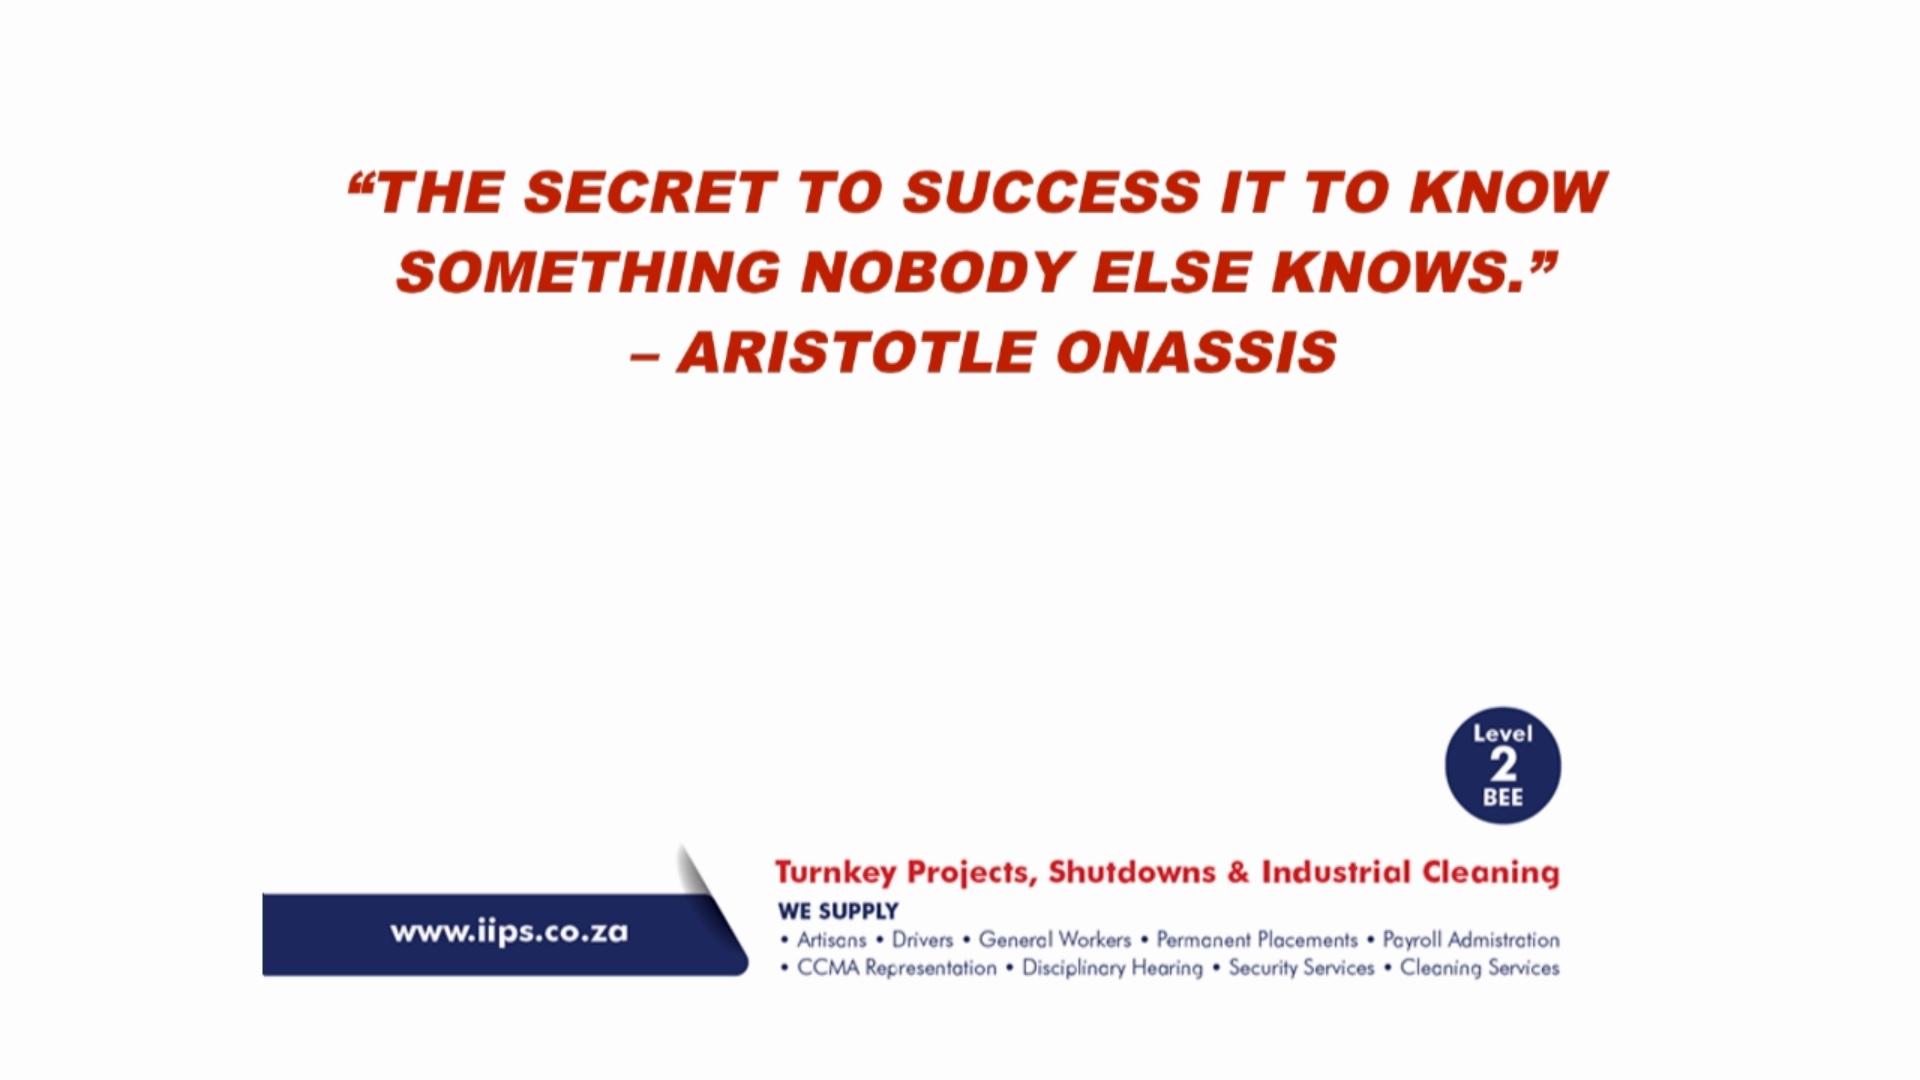 “THE SECRET TO SUCCESS IT TO KNOW
SOMETHING NOBODY ELSE KNOWS.”
– ARISTOTLE ONASSIS
Level
2
BEE
www.iips.co.za
Turnkey Projects, Shutdowns & Industrial Cleaning
WE SUPPLY
• Artisans • Drivers • General Workers • Permanent Placements • Payroll Admistration
• CCMA Representation • Disciplinary Hearing • Security Services • Cleaning Services